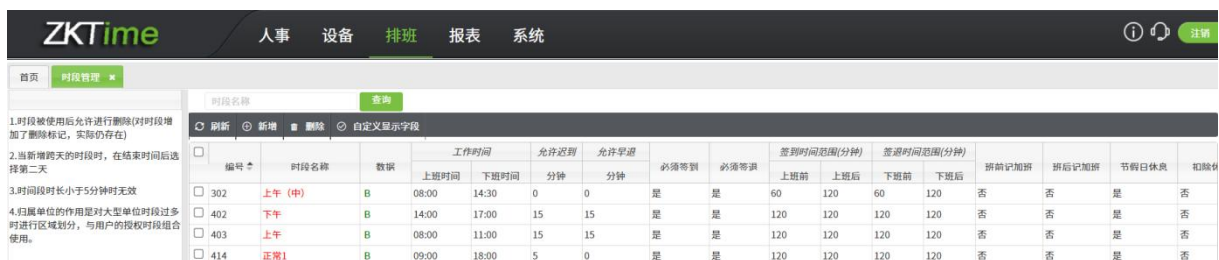 ZKTime 人事 设备 排班 报表 系统 注销
首页 时段管理 ×
时段名称 查询
1.时段被使用后允许进行删除(对时段增
加了删除标记，实际仍存在)
2.当新增跨天的时段时，在结束时间后选
择第二天
3.时间段时长小于5分钟时无效
4.归属单位的作用是对大型单位时段过多
时进行区域划分，与用户的授权时段组合
使用。
刷新 新增 删除 自定义显示字段
编号 时段名称 数据 工作时间 允许迟到 允许早退 必须签到 必须签退 签到时间范围(分钟) 签退时间范围(分钟) 班前记加班 班后记加班 节假日休息 扣除休
上班时间 下班时间 分钟 分钟 上班前 上班后 下班前 下班后
302 上午（中） B 08:00 14:30 0 0 是 是 60 120 60 120 否 否 是 否
402 下午 B 14:00 17:00 15 15 是 是 120 120 120 120 否 否 是 否
403 上午 B 08:00 11:00 15 15 是 是 120 120 120 120 否 否 是 否
414 正常1 B 09:00 18:00 5 0 是 是 120 120 120 120 否 否 是 否